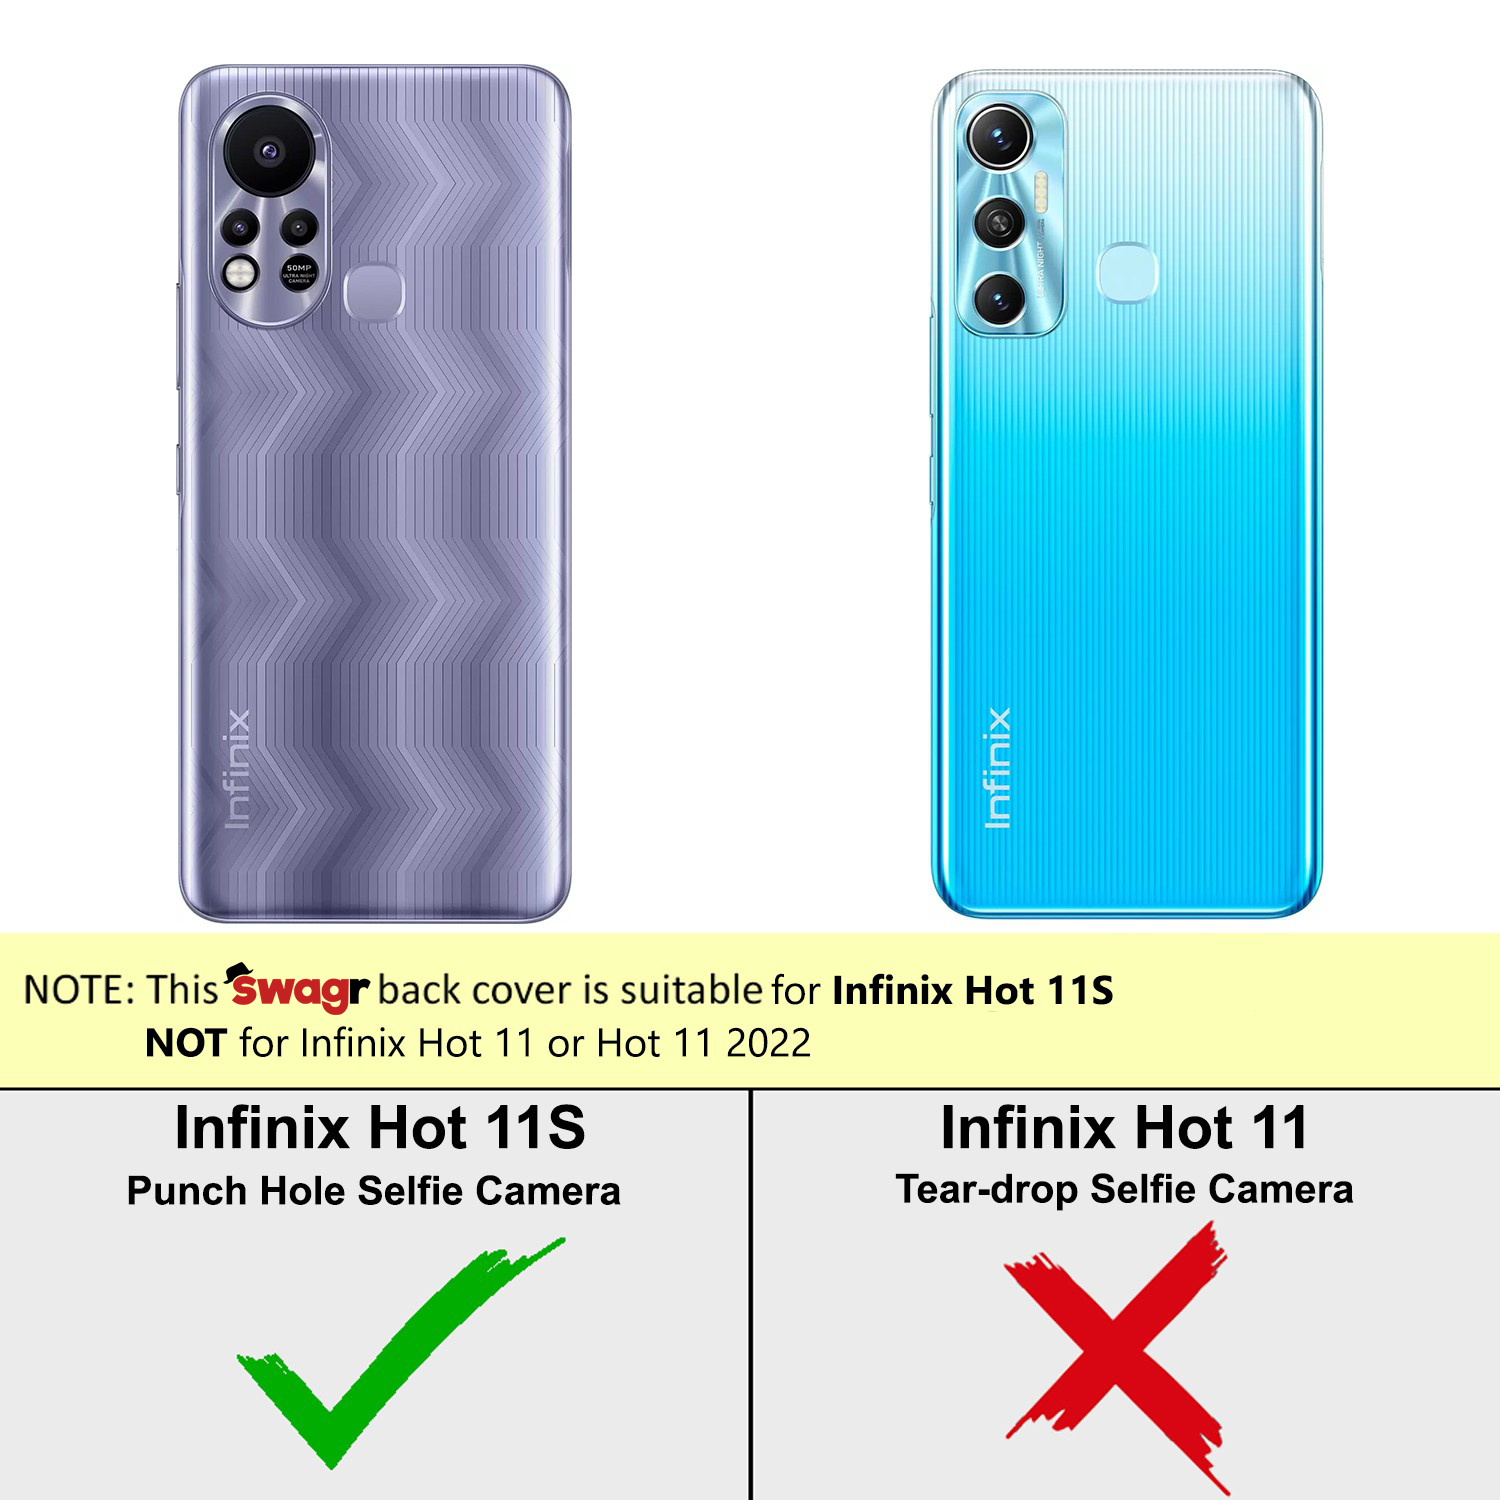 50MP
ULTRA NIGHT
CAMERA
ULTRA NIGHT
Infinix
Infinix
NOTE: This Swagr back cover is suitable for Infinix Hot 11S
NOT for Infinix Hot 11 or Hot 11 2022
Infinix Hot 11S
Punch Hole Selfie Camera
Infinix Hot 11
Tear-drop Selfie Camera